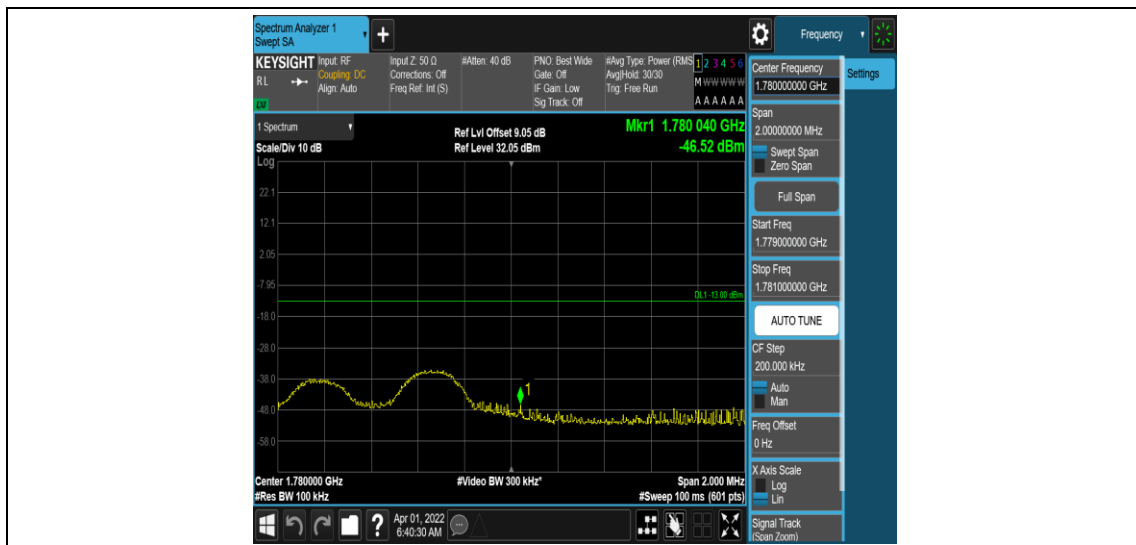 Spectrum Analyzer 1
Swept SA
+
Frequency
KEYSIGHT
RL
LXI
Input: RF
Coupling: DC
Align: Auto
Input Z: 50 Ω
Corrections: Off
Freq Ref: Int (S)
#Atten: 40 dB
PNO: Best Wide
Gate: Off
IF Gain: Low
Sig Track: Off
#Avg Type: Power (RMS
Avg|Hold: 30/30
Trig: Free Run
1 2 3 4 5 6
M W W W W W
A A A A A A
1 Spectrum
Scale/Div 10 dB
Log
Ref Lvl Offset 9.05 dB
Ref Level 32.05 dBm
Mkr1 1.780 040 GHz
-46.52 dBm
22.1
12.1
2.05
-7.95
DL1 -13.00 dBm
-18.0
-28.0
-38.0
1
-48.0
-58.0
Center 1.780000 GHz
#Res BW 100 kHz
#Video BW 300 kHz*
Span 2.000 MHz
#Sweep 100 ms (601 pts)
Center Frequency
1.780000000 GHz
Settings
Span
2.00000000 MHz
Swept Span
Zero Span
Full Span
Start Freq
1.779000000 GHz
Stop Freq
1.781000000 GHz
AUTO TUNE
CF Step
200.000 kHz
Auto
Man
Freq Offset
0 Hz
X Axis Scale
Log
Lin
Signal Track
(Span Zoom)
?
Apr 01, 2022
6:40:30 AM